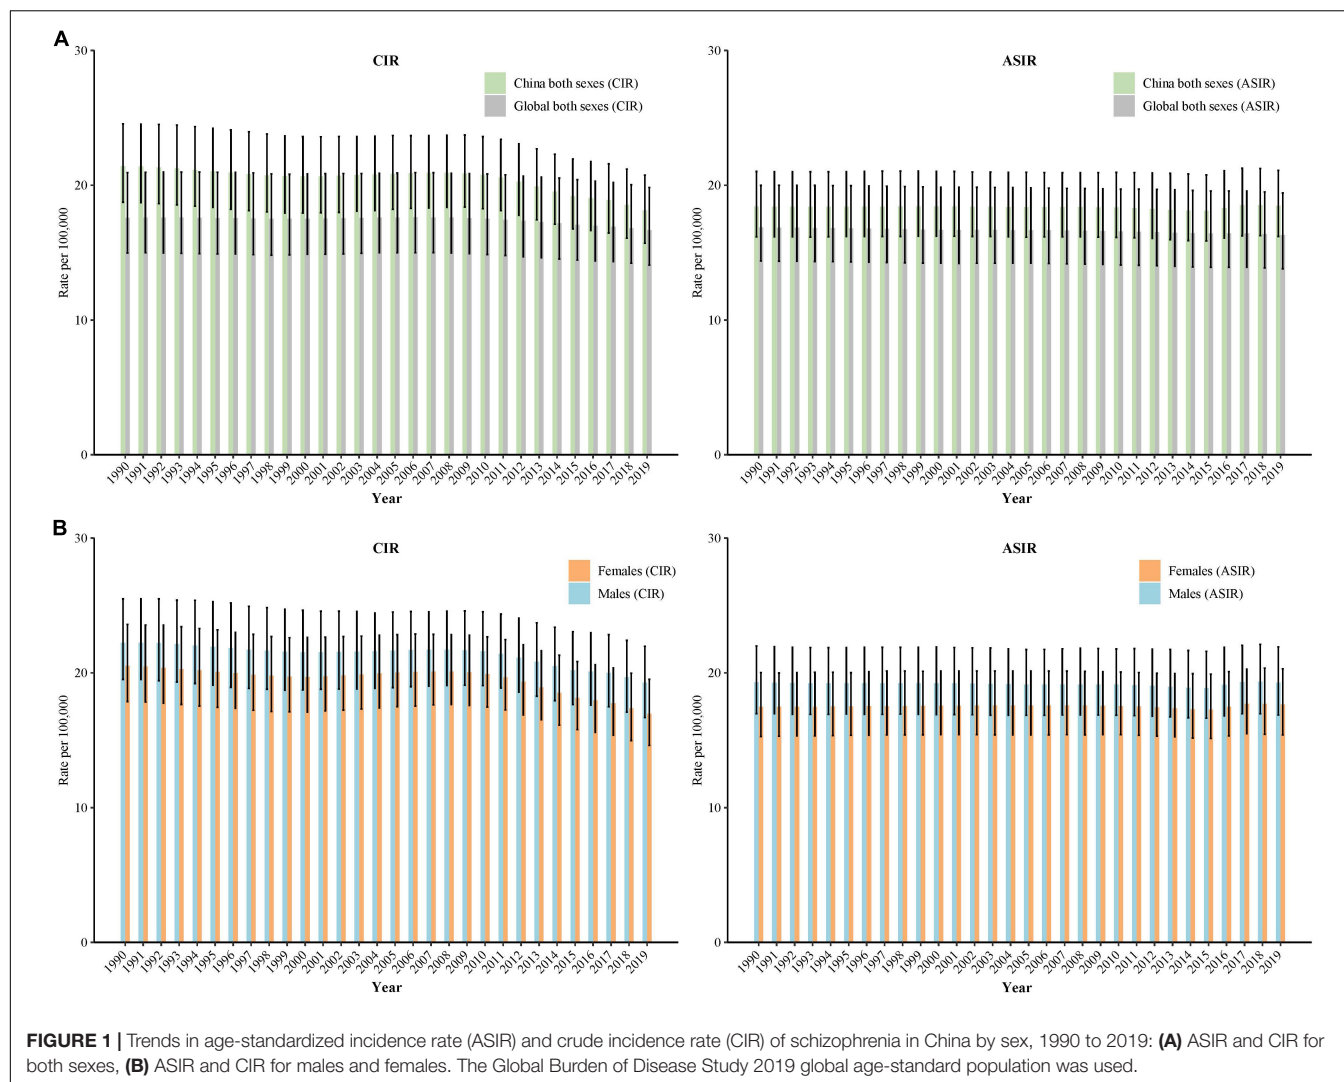 A
CIR
China both sexes (CIR)
Global both sexes (CIR)
30
20
10
0
Rate per 100,000
1990 1991 1992 1993 1994 1995 1996 1997 1998 1999 2000 2001 2002 2003 2004 2005 2006 2007 2008 2009 2010 2011 2012 2013 2014 2015 2016 2017 2018 2019
Year
ASIR
China both sexes (ASIR)
Global both sexes (ASIR)
30
20
10
0
Rate per 100,000
1990 1991 1992 1993 1994 1995 1996 1997 1998 1999 2000 2001 2002 2003 2004 2005 2006 2007 2008 2009 2010 2011 2012 2013 2014 2015 2016 2017 2018 2019
Year
B
CIR
Females (CIR)
Males (CIR)
30
20
10
0
Rate per 100,000
1990 1991 1992 1993 1994 1995 1996 1997 1998 1999 2000 2001 2002 2003 2004 2005 2006 2007 2008 2009 2010 2011 2012 2013 2014 2015 2016 2017 2018 2019
Year
ASIR
Females (ASIR)
Males (ASIR)
30
20
10
0
Rate per 100,000
1990 1991 1992 1993 1994 1995 1996 1997 1998 1999 2000 2001 2002 2003 2004 2005 2006 2007 2008 2009 2010 2011 2012 2013 2014 2015 2016 2017 2018 2019
Year
FIGURE 1 | Trends in age-standardized incidence rate (ASIR) and crude incidence rate (CIR) of schizophrenia in China by sex, 1990 to 2019: (A) ASIR and CIR for
both sexes, (B) ASIR and CIR for males and females. The Global Burden of Disease Study 2019 global age-standard population was used.